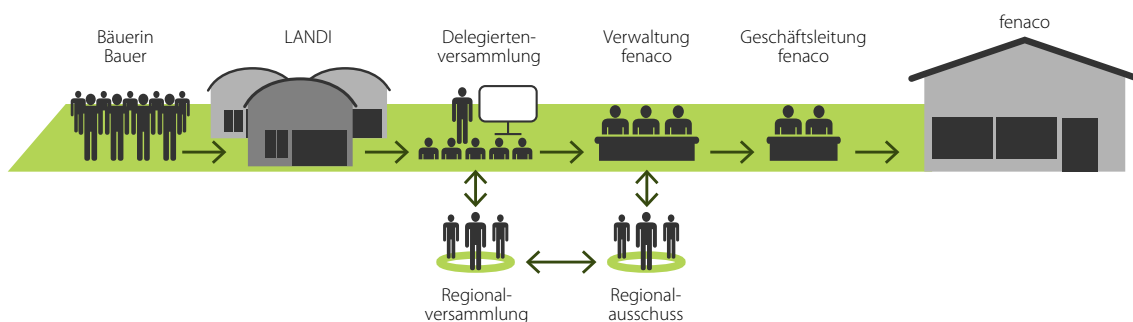 Bäuerin
Bauer
LANDI
Delegierten-
versammlung
Verwaltung
fenaco
Geschäftsleitung
fenaco
fenaco
Regional-
versammlung
Regional-
ausschuss